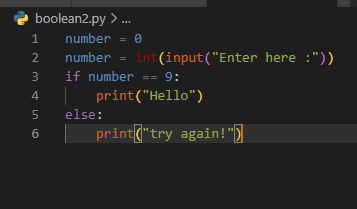 boolean2.py > ...
1 number = 0
2 number = int(input("Enter here :"))
3 if number == 9:
4     print("Hello")
5 else:
6     print("try again!")